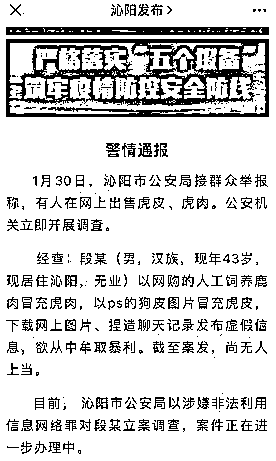 沁阳发布>
严格落实“五个报备”
筑牢疫情防控安全防线
警情通报
1月30日，沁阳市公安局接群众举报
称，有人在网上出售虎皮、虎肉。公安机
关立即开展调查。
经查：段某（男，汉族，现年43岁，
现居住沁阳，无业）以网购的人工饲养鹿
肉冒充虎肉，以ps的狗皮图片冒充虎皮，
下载网上图片、捏造聊天记录发布虚假信
息，欲从中牟取暴利。截至案发，尚无人
上当。
目前，沁阳市公安局以涉嫌非法利用
信息网络罪对段某立案调查，案件正在进
一步办理中。